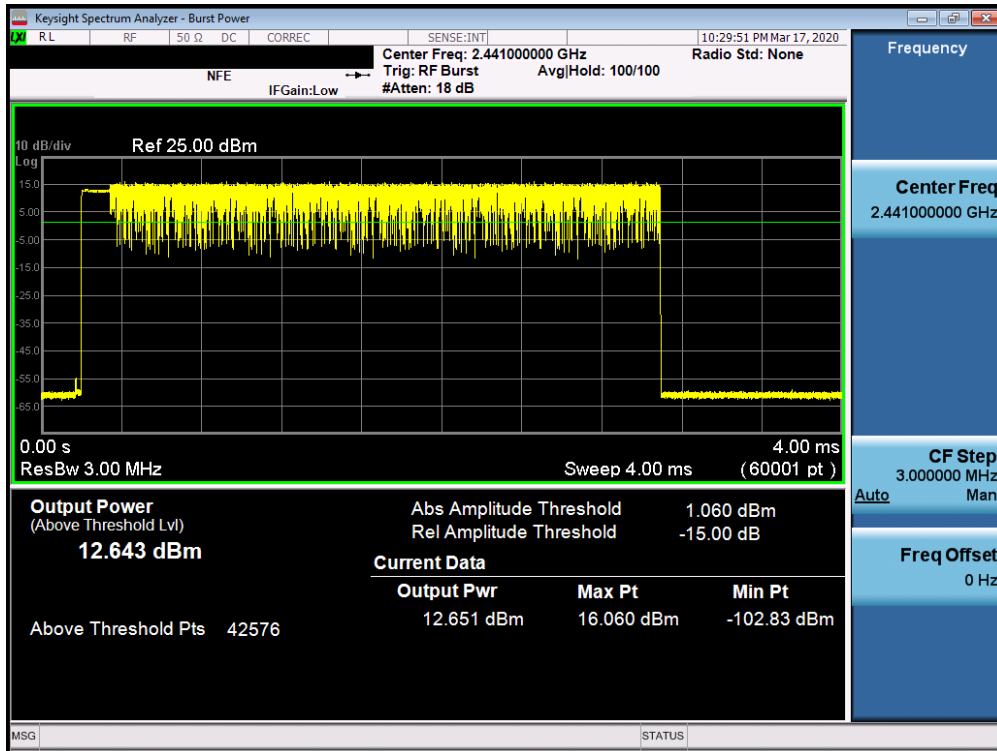 Keysight Spectrum Analyzer - Burst Power
LXI RL RF 50 Ω DC CORREC SENSE:INT 10:29:51 PM Mar 17, 2020
Center Freq: 2.441000000 GHz Radio Std: None
NFE Trig: RF Burst Avg|Hold: 100/100
IFGain:Low #Atten: 18 dB
10 dB/div Ref 25.00 dBm
Log
15.0
5.00
-5.00
-15.0
-25.0
-35.0
-45.0
-55.0
-65.0
0.00 s 4.00 ms
ResBw 3.00 MHz Sweep 4.00 ms (60001 pt)
Output Power
(Above Threshold Lvl)
12.643 dBm
Above Threshold Pts 42576
Abs Amplitude Threshold 1.060 dBm
Rel Amplitude Threshold -15.00 dB
Current Data
Output Pwr Max Pt Min Pt
12.651 dBm 16.060 dBm -102.83 dBm
Frequency
Center Freq
2.441000000 GHz
CF Step
3.000000 MHz
Auto Man
Freq Offset
0 Hz
MSG STATUS